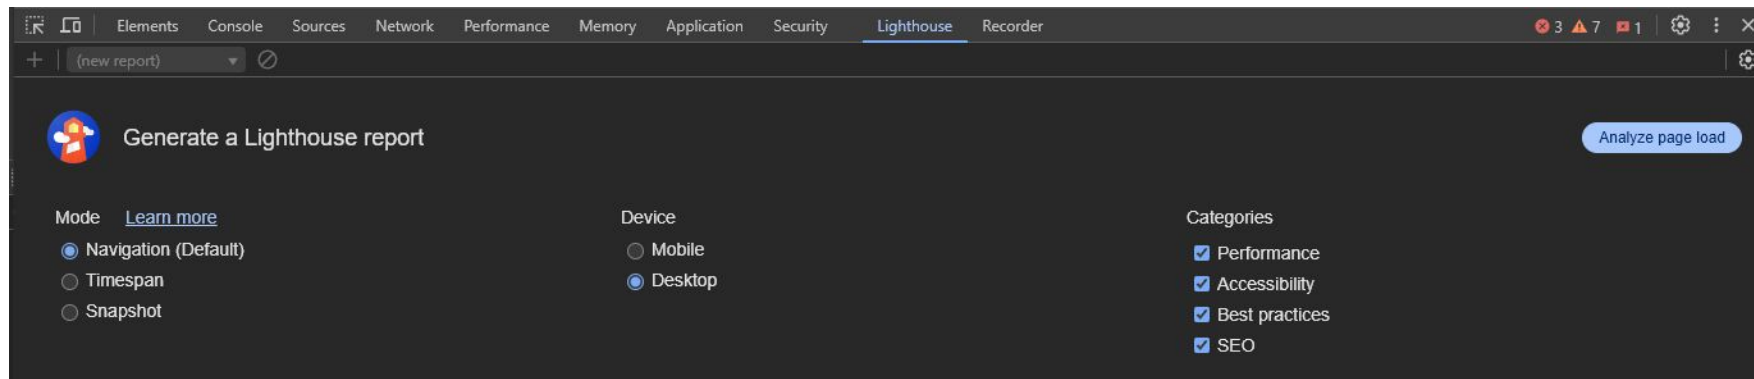 Elements Console Sources Network Performance Memory Application Security Lighthouse Recorder 3 7 1
(new report)
Generate a Lighthouse report Analyze page load
Mode Learn more Device Categories
Navigation (Default) Mobile Performance
Timespan Desktop Accessibility
Snapshot Best practices
SEO